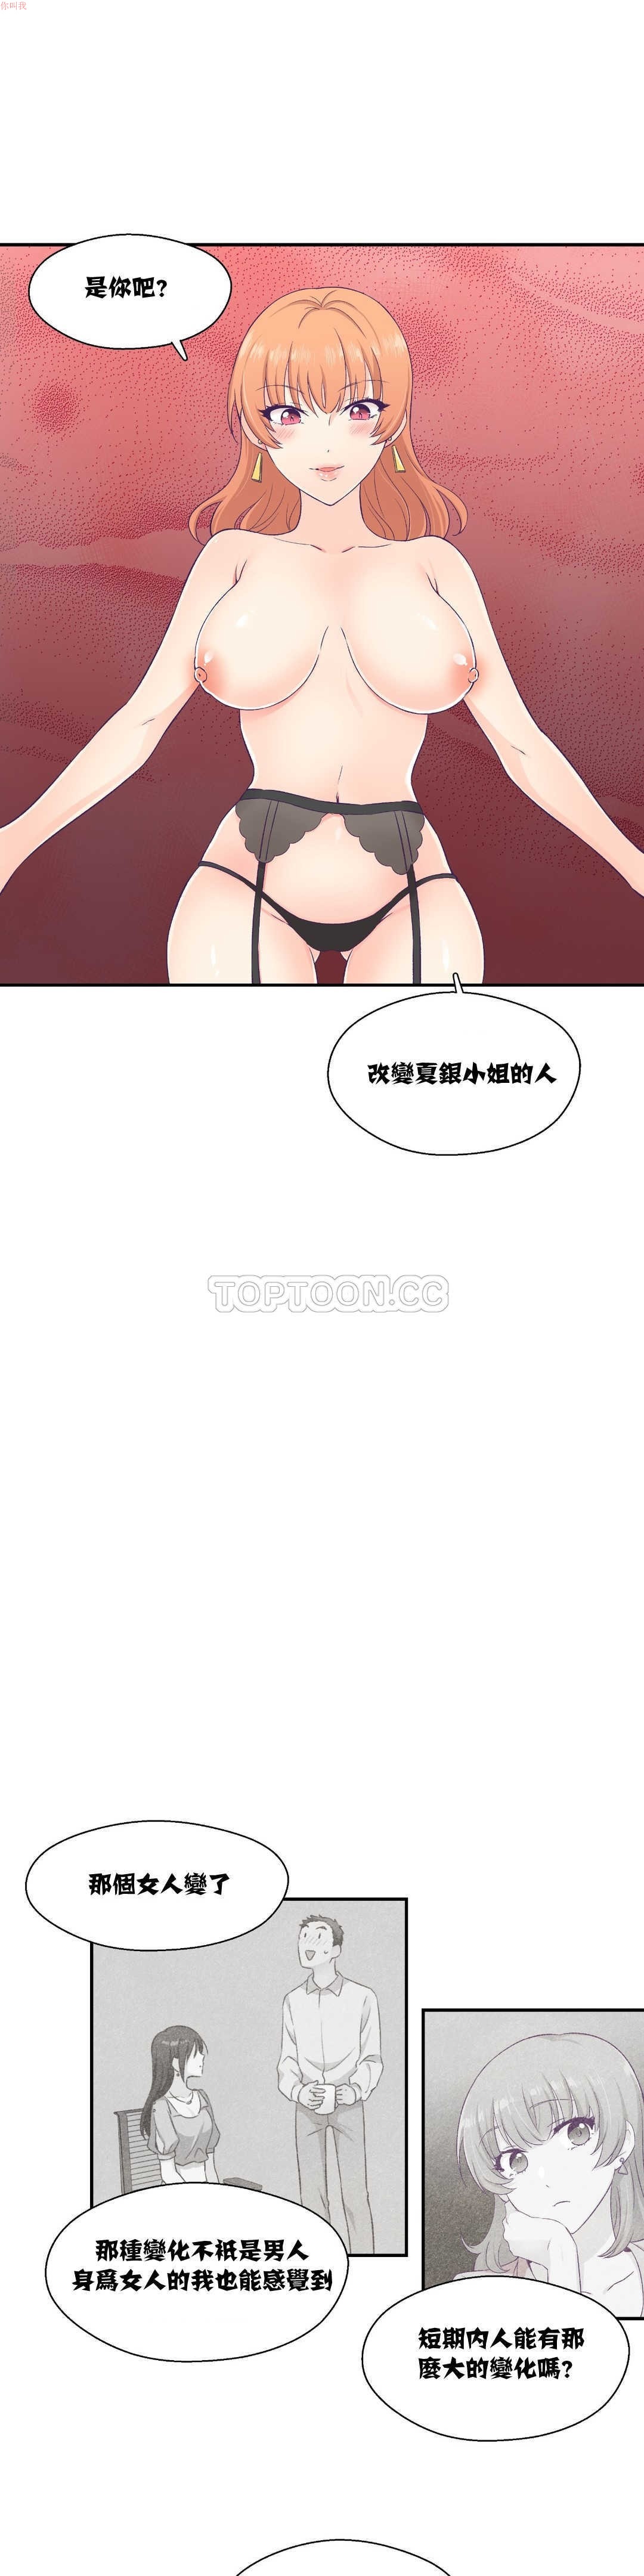 你叫我
是你吧?
改變夏銀小姐的人
TOPTOON.CC
那個女人變了
那種變化不祇是男人
身爲女人的我也能感覺到
短期內人能有那
麼大的變化嗎?